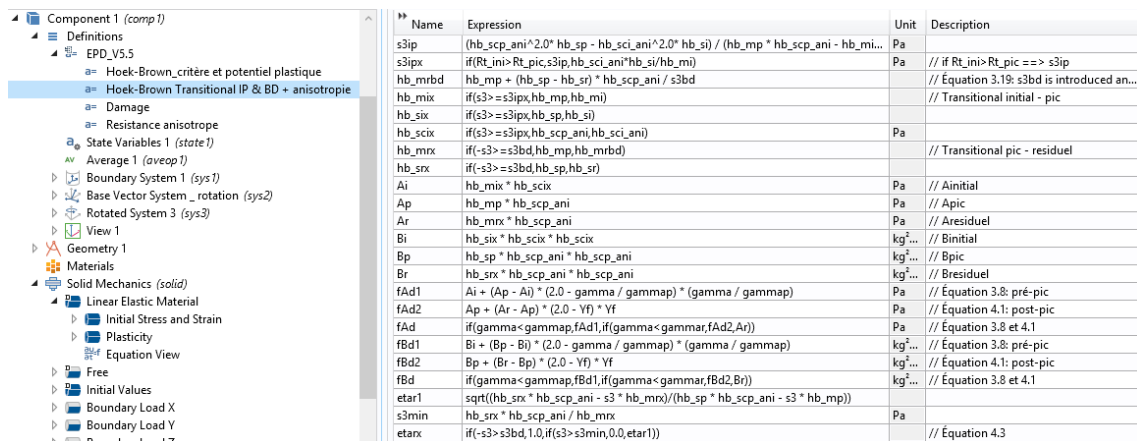 Component 1 (comp1)
Definitions
EPD_V5.5
a= Hoek-Brown_critère et potentiel plastique
a= Hoek-Brown Transitional IP & BD + anisotropie
a= Damage
a= Resistance anisotrope
State Variables 1 (state1)
Average 1 (aveop1)
Boundary System 1 (sys1)
Base Vector System _ rotation (sys2)
Rotated System 3 (sys3)
View 1
Geometry 1
Materials
Solid Mechanics (solid)
Linear Elastic Material
Initial Stress and Strain
Plasticity
Equation View
Free
Initial Values
Boundary Load X
Boundary Load Y
Name Expression Unit Description
s3ip (hb_scp_ani^2.0* hb_sp - hb_sci_ani^2.0* hb_si) / (hb_mp * hb_scp_ani - hb_mi... Pa
s3ipx if(Rt_ini>Rt_pic,s3ip,hb_sci_ani*hb_si/hb_mi) Pa // if Rt_ini>Rt_pic ==> s3ip
hb_mrbd hb_mp + (hb_sp - hb_sr) * hb_scp_ani / s3bd // Équation 3.19: s3bd is introduced an...
hb_mix if(s3>=s3ipx,hb_mp,hb_mi) // Transitional initial - pic
hb_six if(s3>=s3ipx,hb_sp,hb_si)
hb_scix if(s3>=s3ipx,hb_scp_ani,hb_sci_ani) Pa
hb_mrx if(-s3>=s3bd,hb_mp,hb_mrbd) // Transitional pic - residuel
hb_srx if(-s3>=s3bd,hb_sp,hb_sr)
Ai hb_mix * hb_scix Pa // Ainitial
Ap hb_mp * hb_scp_ani Pa // Apic
Ar hb_mrx * hb_scp_ani Pa // Aresiduel
Bi hb_six * hb_scix * hb_scix kg²... // Binitial
Bp hb_sp * hb_scp_ani * hb_scp_ani kg²... // Bpic
Br hb_srx * hb_scp_ani * hb_scp_ani kg²... // Bresiduel
fAd1 Ai + (Ap - Ai) * (2.0 - gamma / gammap) * (gamma / gammap) Pa // Équation 3.8: pré-pic
fAd2 Ap + (Ar - Ap) * (2.0 - Yf) * Yf Pa // Équation 4.1: post-pic
fAd if(gamma<gammap,fAd1,if(gamma<gammar,fAd2,Ar)) Pa // Équation 3.8 et 4.1
fBd1 Bi + (Bp - Bi) * (2.0 - gamma / gammap) * (gamma / gammap) kg²... // Équation 3.8: pré-pic
fBd2 Bp + (Br - Bp) * (2.0 - Yf) * Yf kg²... // Équation 4.1: post-pic
fBd if(gamma<gammap,fBd1,if(gamma<gammar,fBd2,Br)) kg²... // Équation 3.8 et 4.1
etar1 sqrt((hb_srx * hb_scp_ani - s3 * hb_mrx)/(hb_sp * hb_scp_ani - s3 * hb_mp))
s3min hb_srx * hb_scp_ani / hb_mrx Pa
etarx if(-s3>s3bd,1.0,if(s3>s3min,0.0,etar1)) // Équation 4.3